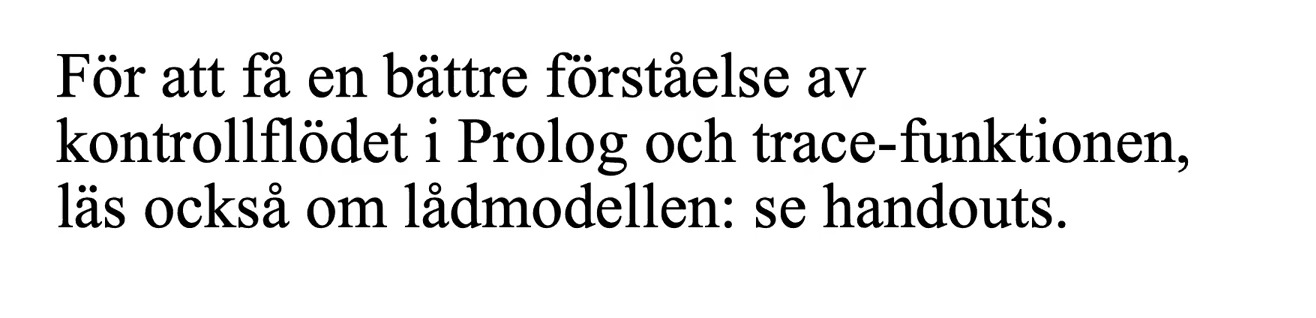 För att få en bättre förståelse av
kontrollflödet i Prolog och trace-funktionen,
läs också om lådmodellen: se handouts.